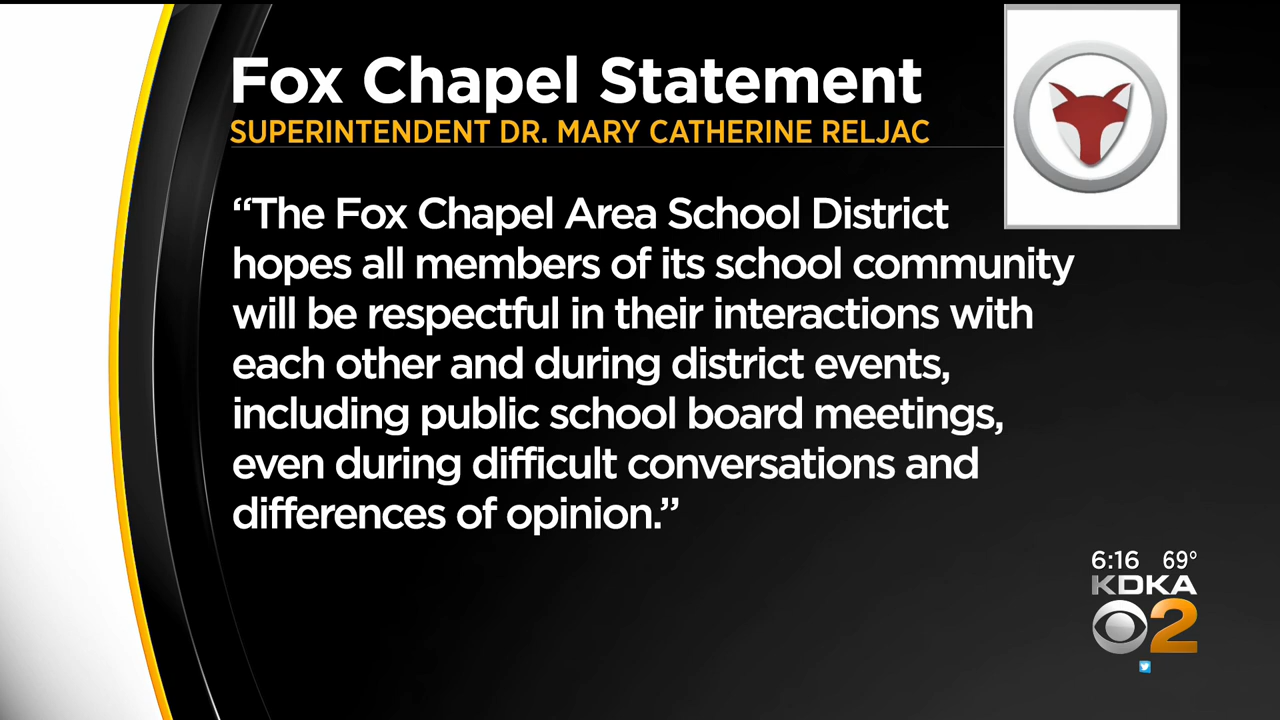 Fox Chapel Statement
SUPERINTENDENT DR. MARY CATHERINE RELJAC
“The Fox Chapel Area School District
hopes all members of its school community
will be respectful in their interactions with
each other and during district events,
including public school board meetings,
even during difficult conversations and
differences of opinion.”
6:16 69°
KDKA
2